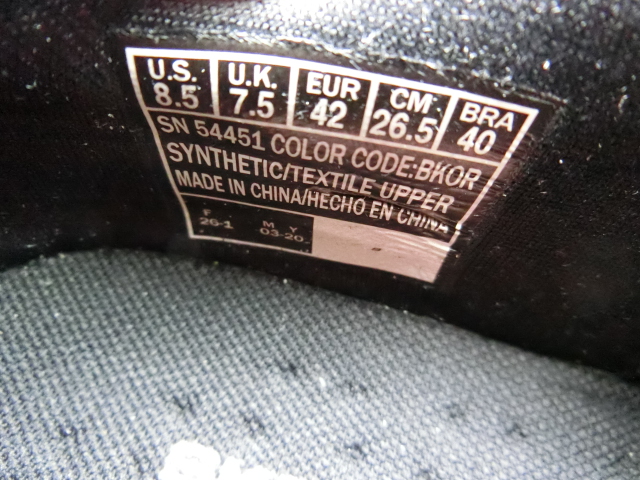 U.S. U.K. EUR CM BRA
8.5 7.5 42 26.5 40
SN 54451 COLOR CODE:BKOR
SYNTHETIC/TEXTILE UPPER
MADE IN CHINA/HECHO EN CHINA
F M Y
26-1 03-20